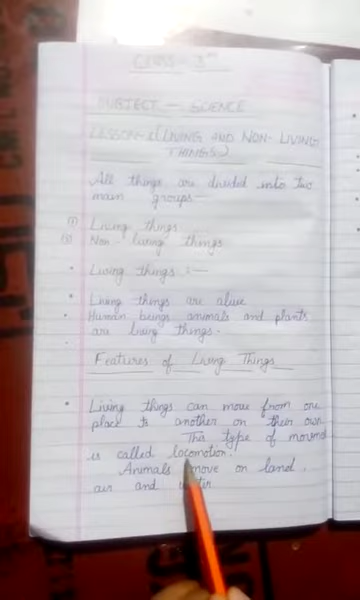 CLASS - 3rd
SUBJECT - SCIENCE
LESSON-1 (LIVING AND NON-LIVING
THINGS)
All things are divided into two
main groups-
(i) Living things
(ii) Non-living things
Living things :-
Living things are alive
Human beings animals and plants
are living things.
Features of Living Things
Living things can move from one
place to another on their own
This type of movmnt
is called locomotion.
Animals move on land,
air and